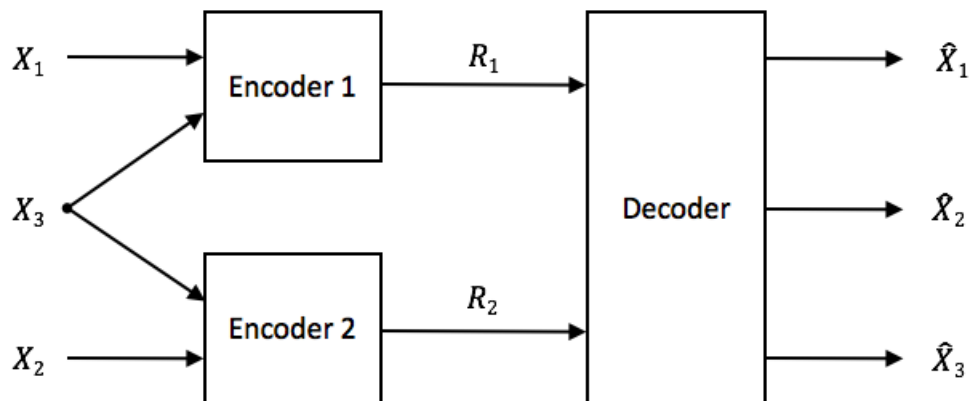 X₁
Encoder 1
R₁
X̂₁
X₃
Decoder
X̂₂
X₂
Encoder 2
R₂
X̂₃